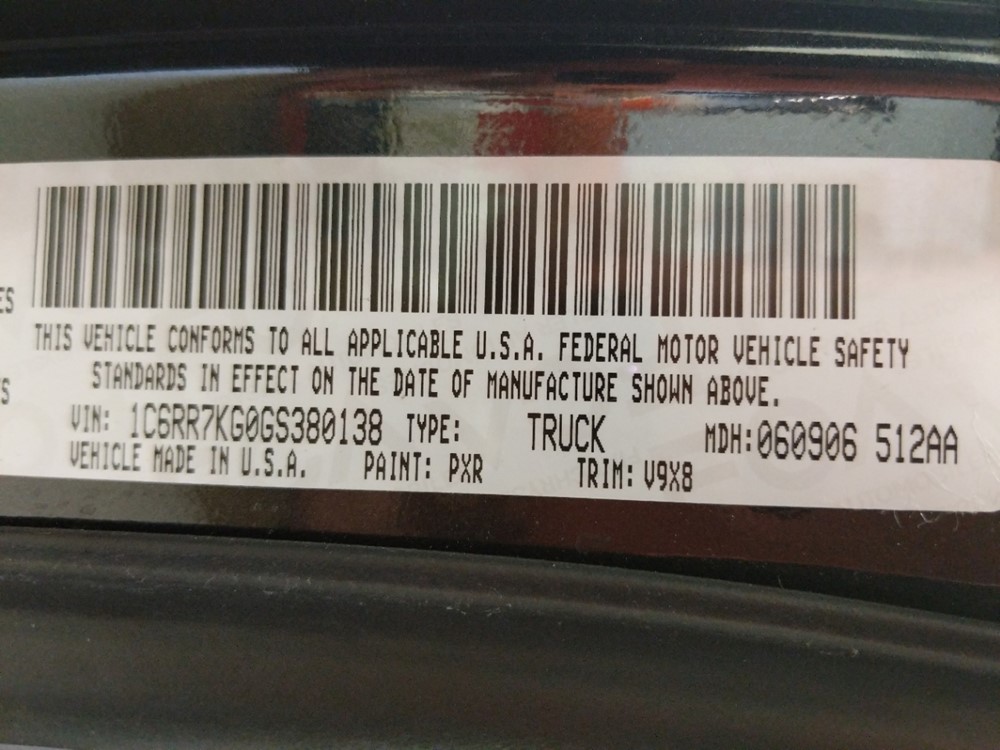 ES
THIS VEHICLE CONFORMS TO ALL APPLICABLE U.S.A. FEDERAL MOTOR VEHICLE SAFETY
S STANDARDS IN EFFECT ON THE DATE OF MANUFACTURE SHOWN ABOVE.
VIN: 1C6RR7KG0GS380138 TYPE: TRUCK MDH:060906 512AA
VEHICLE MADE IN U.S.A. PAINT: PXR TRIM: V9X8